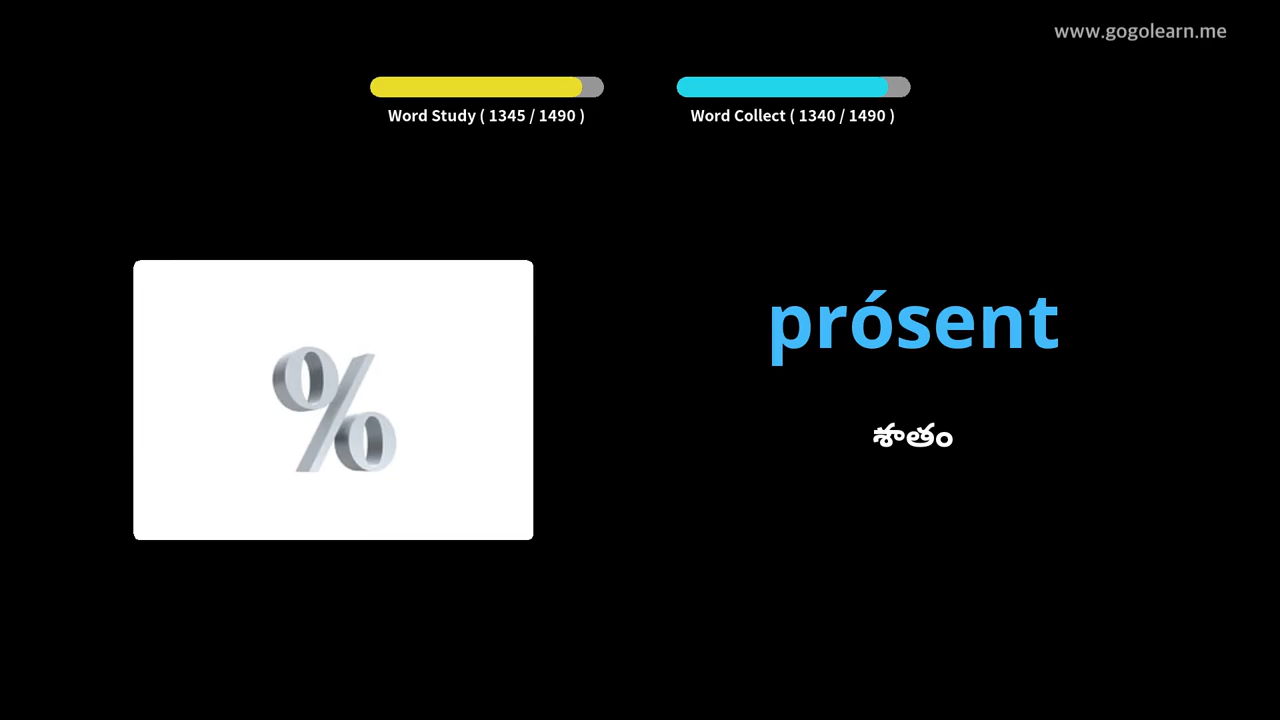 www.gogolearn.me
Word Study ( 1345 / 1490 )
Word Collect ( 1340 / 1490 )
%
prósent
శాతం